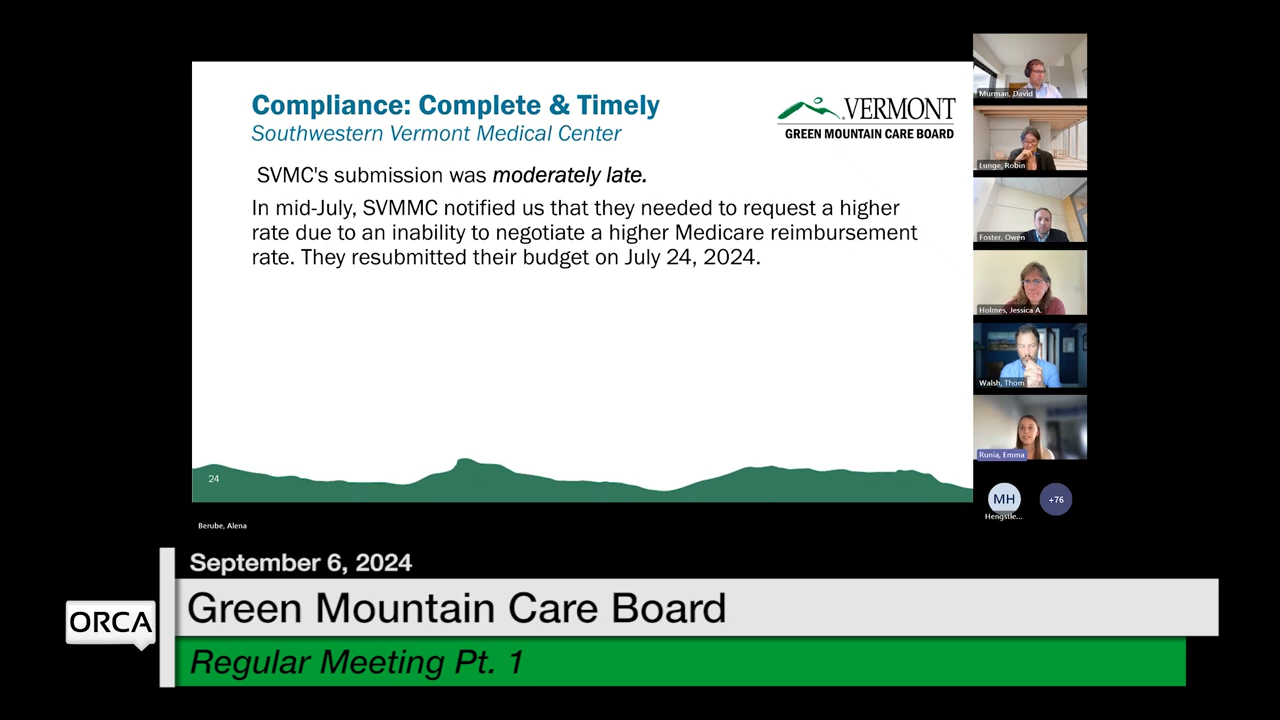 Compliance: Complete & Timely
Southwestern Vermont Medical Center
VERMONT
GREEN MOUNTAIN CARE BOARD
SVMC's submission was moderately late.
In mid-July, SVMMC notified us that they needed to request a higher
rate due to an inability to negotiate a higher Medicare reimbursement
rate. They resubmitted their budget on July 24, 2024.
24
Berube, Alena
Murman, David
Lunge, Robin
Foster, Owen
Holmes, Jessica A.
Walsh, Thom
Runia, Emma
MH
+76
Hengstle...
September 6, 2024
ORCA
Green Mountain Care Board
Regular Meeting Pt. 1